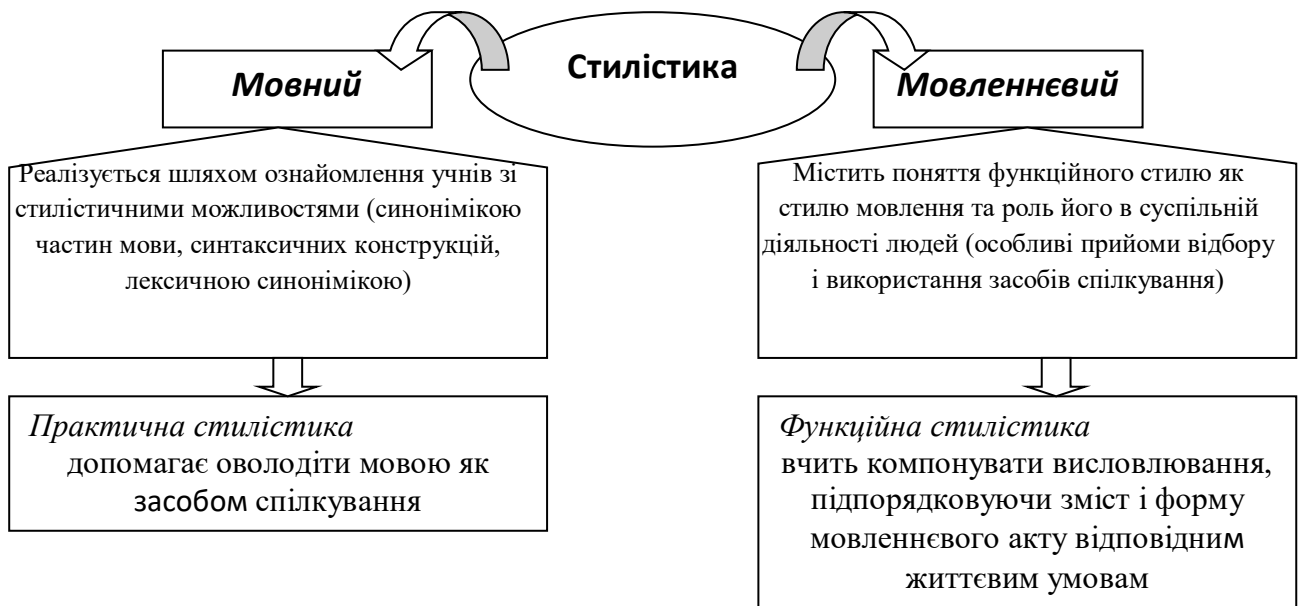 Стилістика
Мовний
Мовленнєвий
Реалізується шляхом ознайомлення учнів зі
стилістичними можливостями (синонімікою
частин мови, синтаксичних конструкцій,
лексичною синонімікою)
Містить поняття функційного стилю як
стилю мовлення та роль його в суспільній
діяльності людей (особливі прийоми відбору
і використання засобів спілкування)
Практична стилістика
допомагає оволодіти мовою як
засобом спілкування
Функційна стилістика
вчить компонувати висловлювання,
підпорядковуючи зміст і форму
мовленнєвого акту відповідним
життєвим умовам